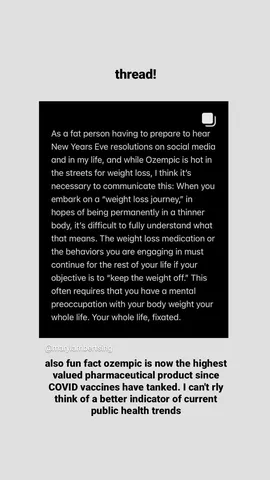 thread!
As a fat person having to prepare to hear
New Years Eve resolutions on social media
and in my life, and while Ozempic is hot in
the streets for weight loss, I think it's
necessary to communicate this: When you
embark on a "weight loss journey," in
hopes of being permanently in a thinner
body, it's difficult to fully understand what
that means. The weight loss medication or
the behaviors you are engaging in must
continue for the rest of your life if your
objective is to "keep the weight off." This
often requires that you have a mental
preoccupation with your body weight your
whole life. Your whole life, fixated.
also fun fact ozempic is now the highest
valued pharmaceutical product since
COVID vaccines have tanked. I can't rly
think of a better indicator of current
public health trends